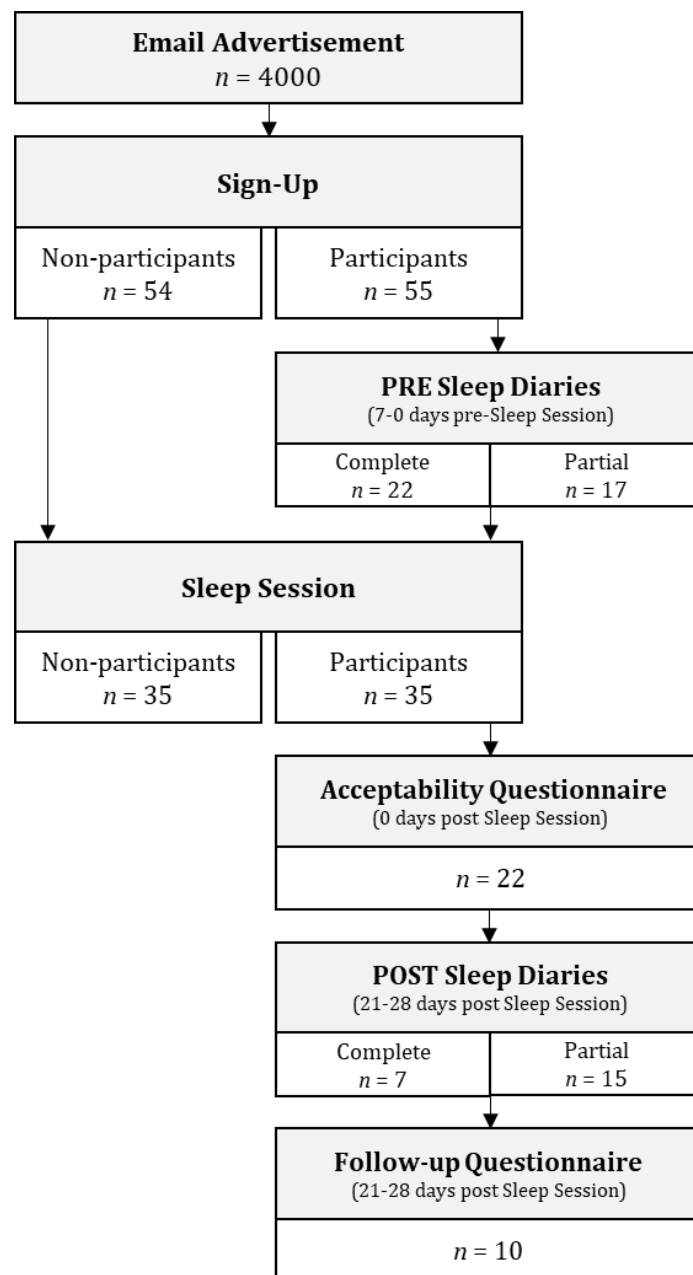 Email Advertisement
n = 4000
Sign-Up
Non-participants
n = 54
Participants
n = 55
PRE Sleep Diaries
(7-0 days pre-Sleep Session)
Complete
n = 22
Partial
n = 17
Sleep Session
Non-participants
n = 35
Participants
n = 35
Acceptability Questionnaire
(0 days post Sleep Session)
n = 22
POST Sleep Diaries
(21-28 days post Sleep Session)
Complete
n = 7
Partial
n = 15
Follow-up Questionnaire
(21-28 days post Sleep Session)
n = 10